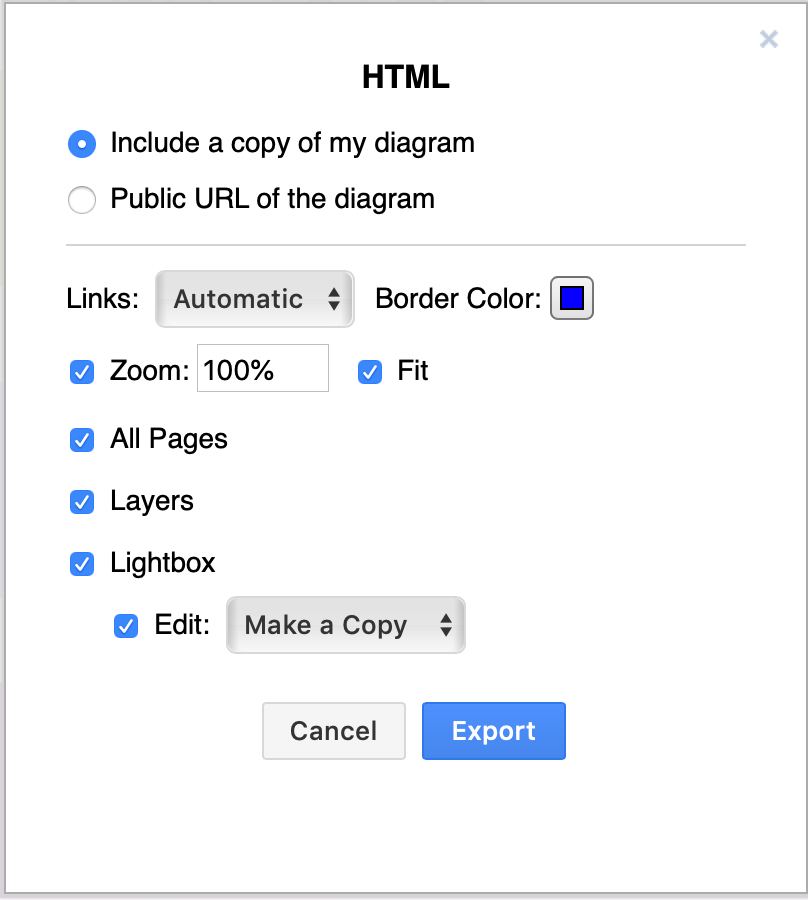 HTML
Include a copy of my diagram
Public URL of the diagram
Links: Automatic Border Color:
Zoom: 100% Fit
All Pages
Layers
Lightbox
Edit: Make a Copy
Cancel Export